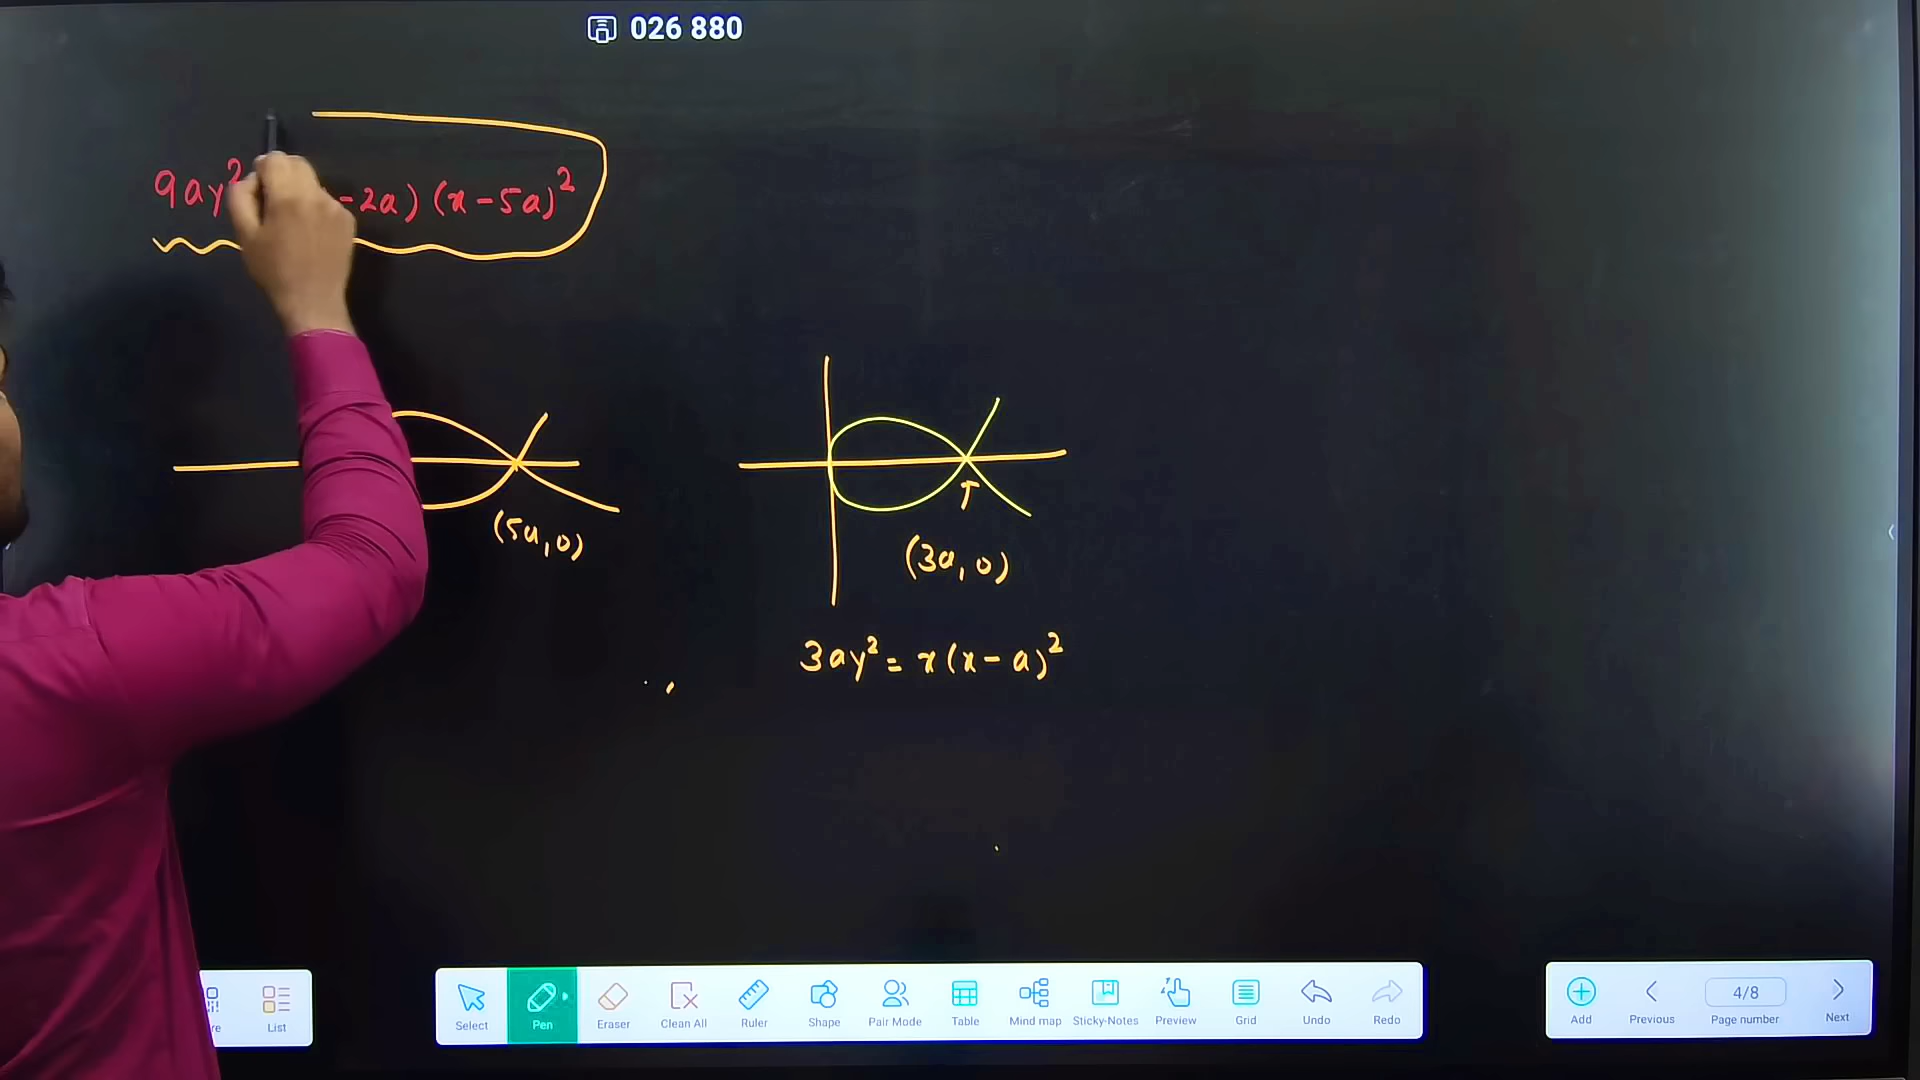 026 880
9ay² -2a) (x-5a)²
(5a,0)
T
(3a,0)
3ay² = x(x-a)²
List
Select
Pen
Eraser
Clean All
Ruler
Shape
Pair Mode
Table
Mind map
Sticky-Notes
Preview
Grid
Undo
Redo
Add
Previous
4/8
Page number
Next